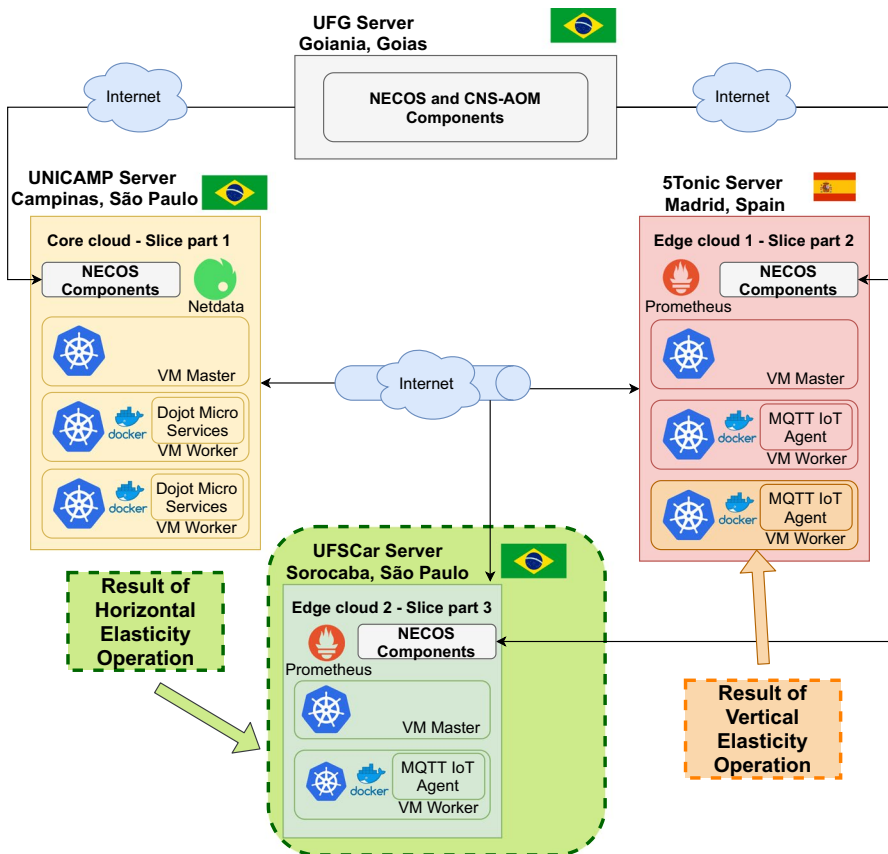 UFG Server
Goiania, Goias
Internet
NECOS and CNS-AOM
Components
Internet
UNICAMP Server
Campinas, São Paulo
5Tonic Server
Madrid, Spain
Core cloud - Slice part 1
NECOS
Components
Netdata
VM Master
docker
Dojot Micro
Services
VM Worker
docker
Dojot Micro
Services
VM Worker
Internet
Edge cloud 1 - Slice part 2
Prometheus
NECOS
Components
VM Master
docker
MQTT IoT
Agent
VM Worker
docker
MQTT IoT
Agent
VM Worker
UFSCar Server
Sorocaba, São Paulo
Edge cloud 2 - Slice part 3
Prometheus
NECOS
Components
VM Master
docker
MQTT IoT
Agent
VM Worker
Result of
Horizontal
Elasticity
Operation
Result of
Vertical
Elasticity
Operation